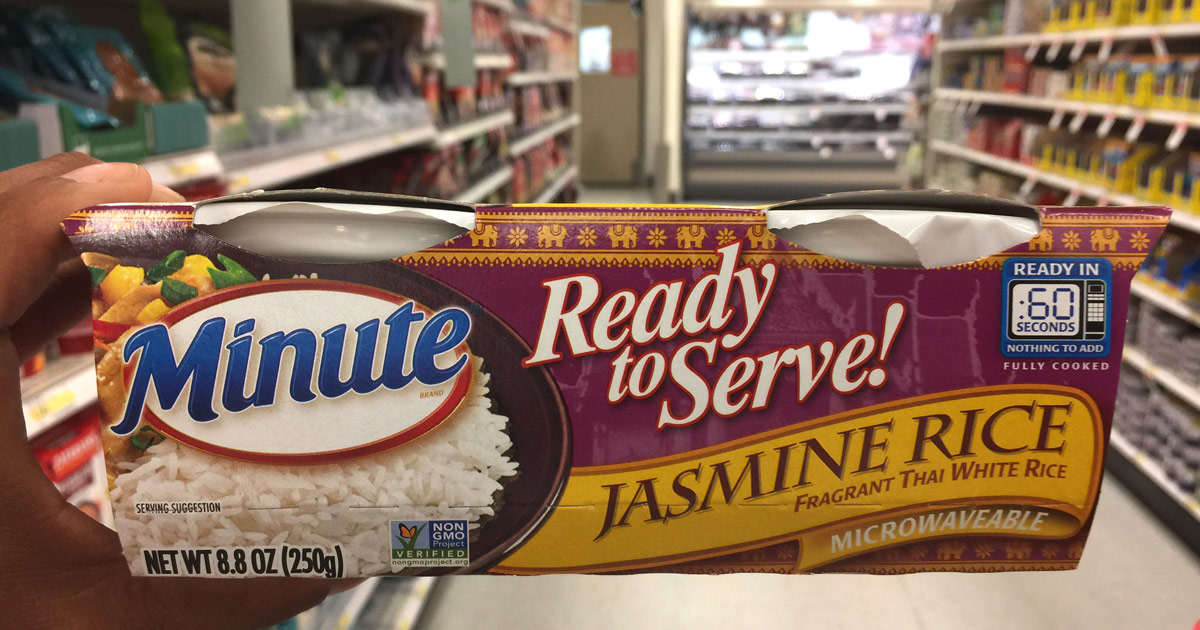 Minute
BRAND
Ready
to Serve!
READY IN
:60
SECONDS
NOTHING TO ADD
FULLY COOKED
JASMINE RICE
FRAGRANT THAI WHITE RICE
MICROWAVEABLE
SERVING SUGGESTION
NON
GMO
Project
VERIFIED
nongmoproject.org
NET WT 8.8 OZ (250g)